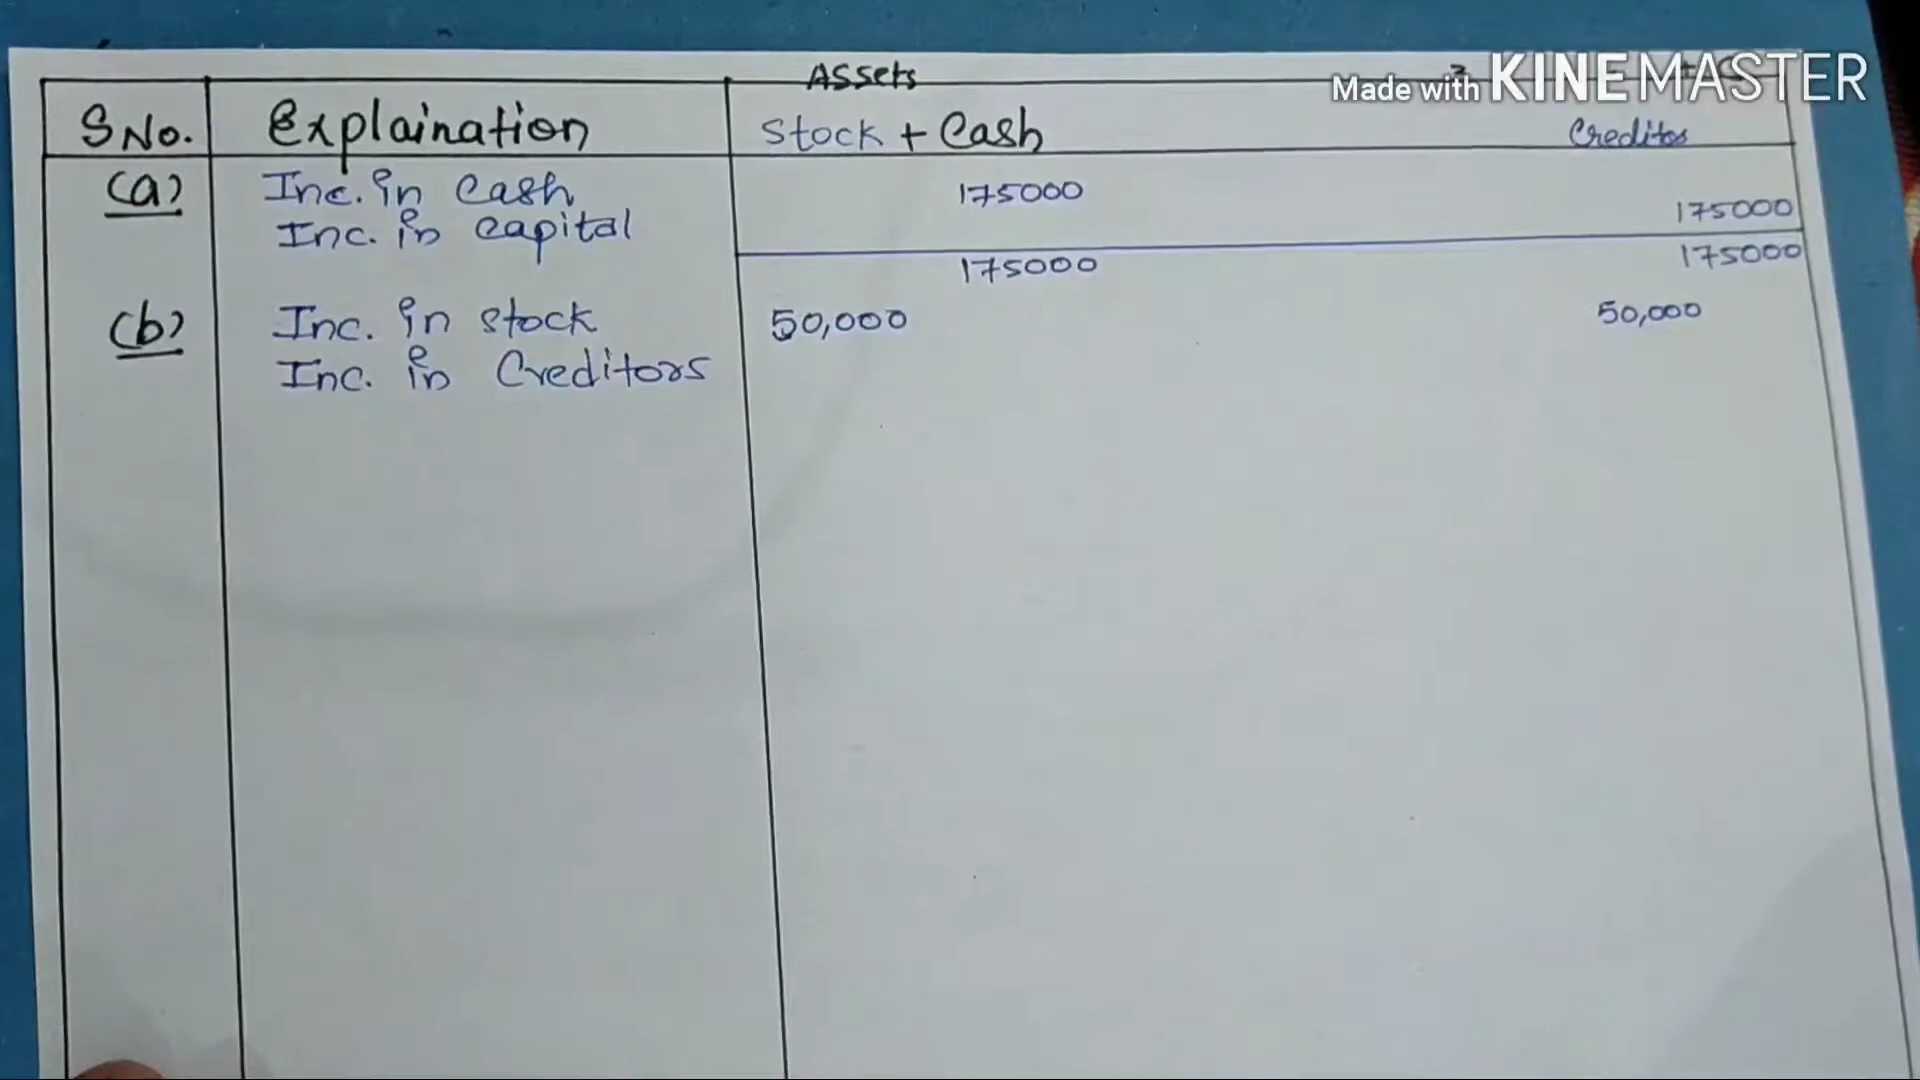 Assets
Made with KINEMASTER
S No. Explaination Stock + Cash Creditos
(a) Inc. in cash 175000
Inc. in capital 175000
175000 175000
(b) Inc. in stock 50,000 50,000
Inc. in Creditors